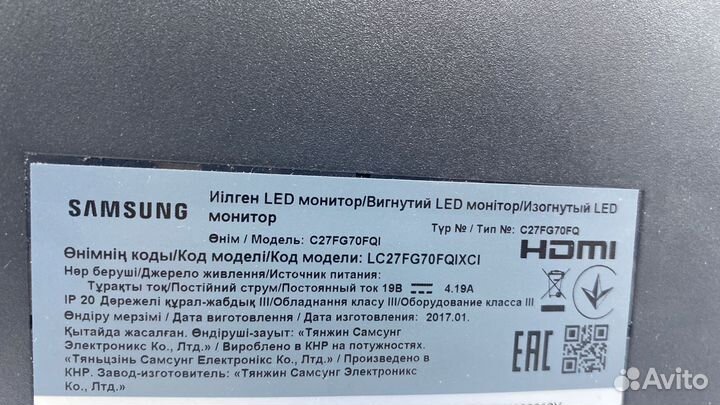 SAMSUNG
Иілген LED монитор/Вигнутий LED монітор/Изогнутый LED
монитор
Өнім / Модель: C27FG70FQI
Түр № / Тип №: C27FG70FQ
Өнімнің коды/Код моделі/Код модели: LC27FG70FQIXCI
HDMI
Нәр беруші/Джерело живлення/Источник питания:
Тұрақты ток/Постійний струм/Постоянный ток 19В 4.19A
IP 20 Дәрежелі құрал-жабдық III/Обладнання класу III/Оборудование класса III
Өндіру мерзімі / Дата виготовлення / Дата изготовления: 2017.01.
Қытайда жасалған. Өндіруші-зауыт: «Тянжин Самсунг
Электроникс Ко., Лтд.» / Вироблено в КНР на потужностях.
«Тяньцзінь Самсунг Електронікс Ко., Лтд.» / Произведено в
КНР. Завод-изготовитель: «Тянжин Самсунг Электроникс
Ко., Лтд.»
EAC
Avito